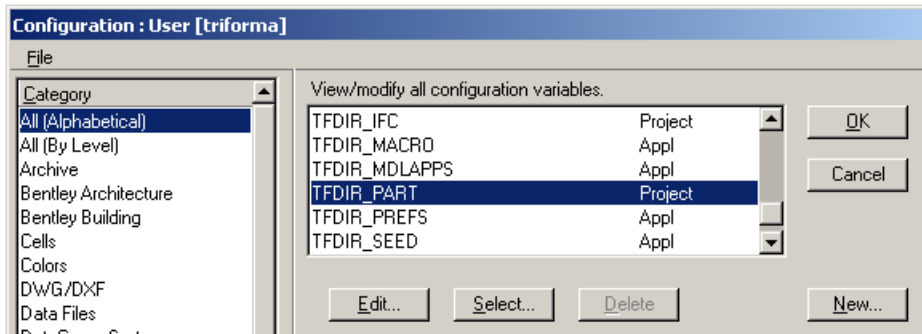 Configuration : User [triforma]
File
Category
All (Alphabetical)
All (By Level)
Archive
Bentley Architecture
Bentley Building
Cells
Colors
DWG/DXF
Data Files
View/modify all configuration variables.
TFDIR_IFC Project
TFDIR_MACRO Appl
TFDIR_MDLAPPS Appl
TFDIR_PART Project
TFDIR_PREFS Appl
TFDIR_SEED Appl
OK
Cancel
Edit... Select... Delete New...